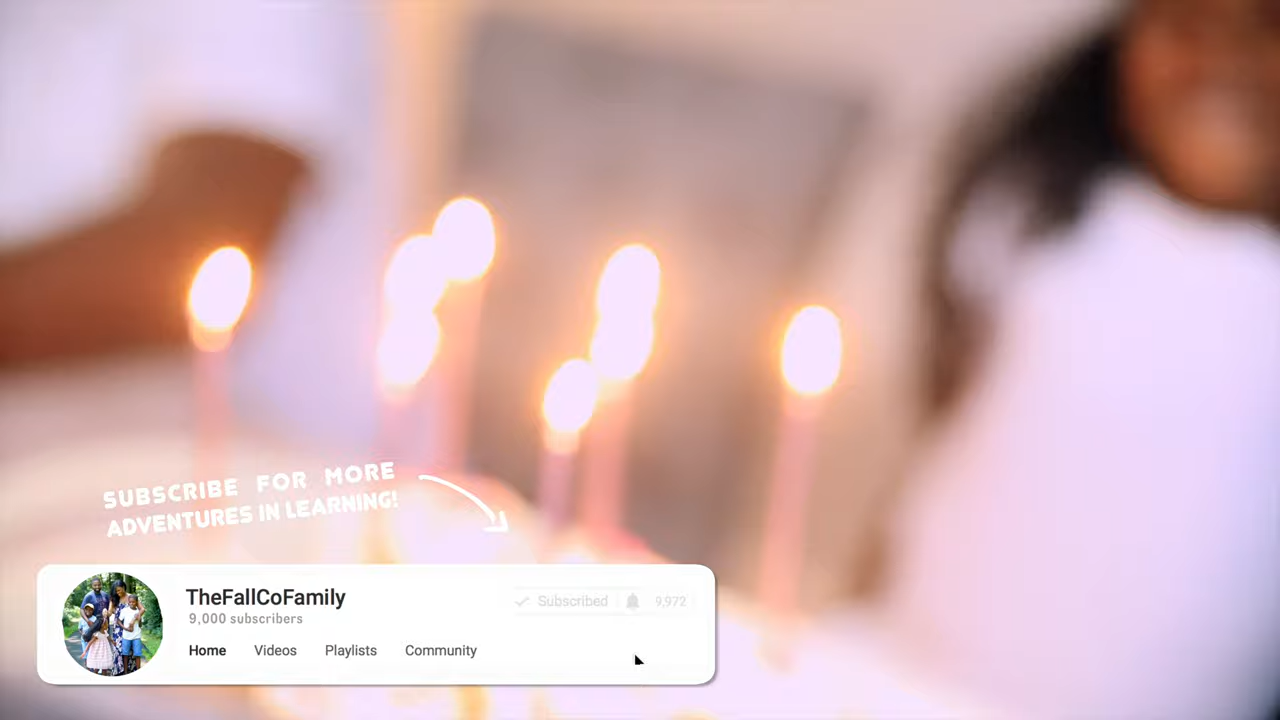 SUBSCRIBE FOR MORE
ADVENTURES IN LEARNING!
TheFallCoFamily
9,000 subscribers
Subscribed 9,972
Home Videos Playlists Community